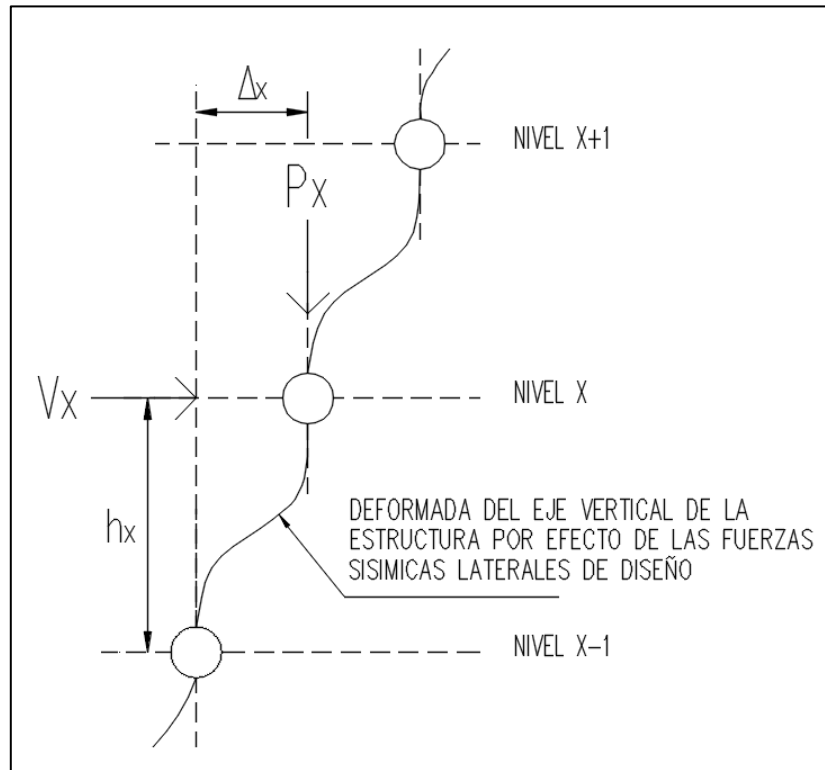 Δx
NIVEL X+1
Px
Vx
NIVEL X
hx
DEFORMADA DEL EJE VERTICAL DE LA
ESTRUCTURA POR EFECTO DE LAS FUERZAS
SISIMICAS LATERALES DE DISEÑO
NIVEL X-1